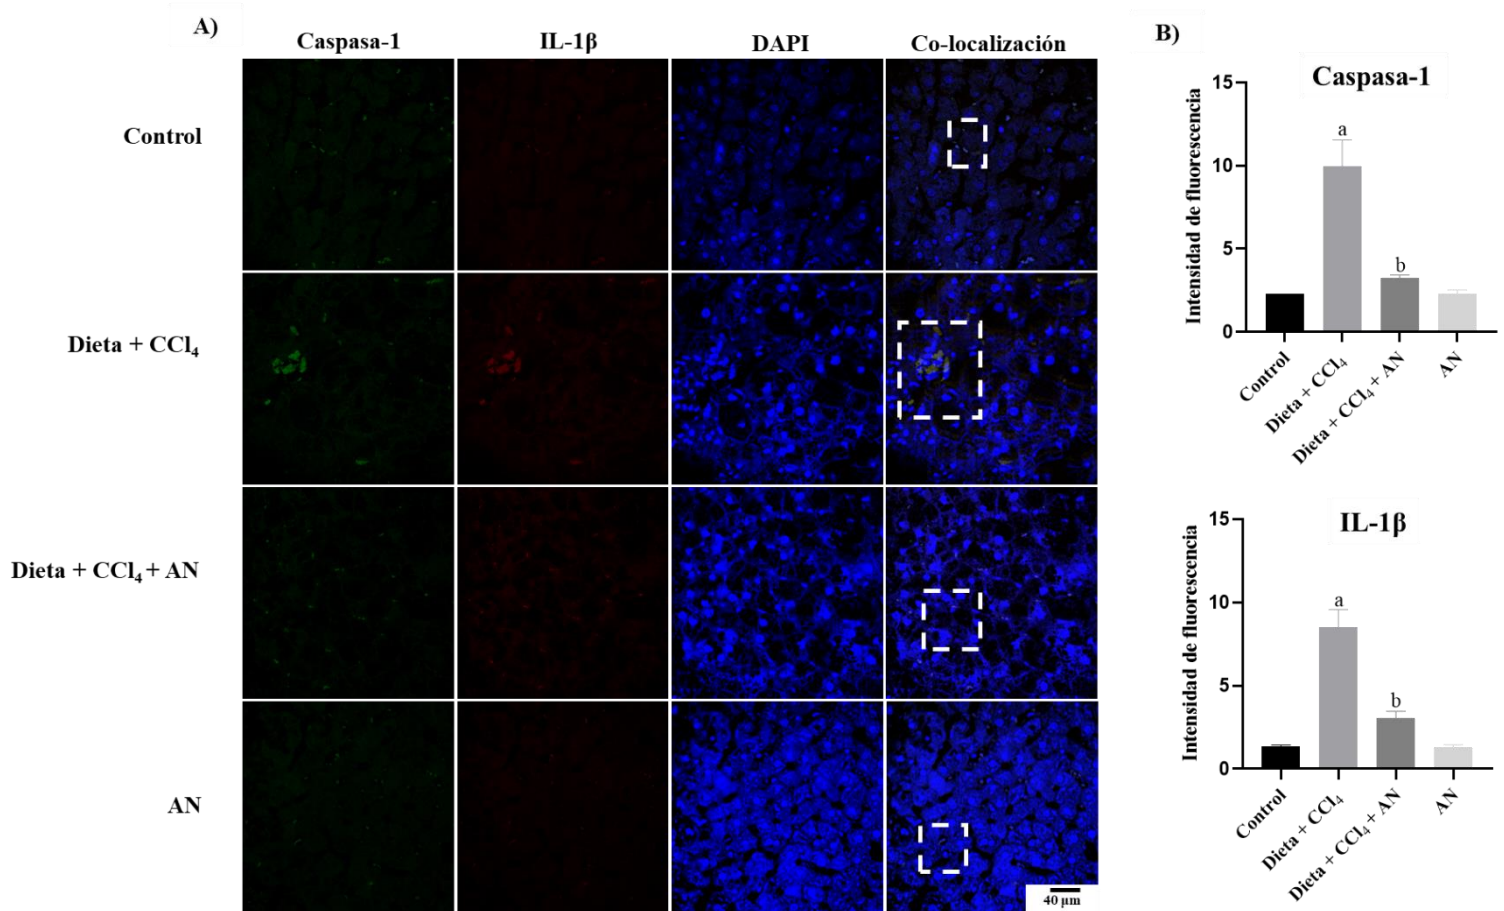 A)
Caspasa-1 IL-1β DAPI Co-localización
Control
Dieta + CCl₄
Dieta + CCl₄ + AN
AN
40 μm
B)
Caspasa-1
Intensidad de fluorescencia
15
10
5
0
a
b
Control
Dieta + CCl₄
Dieta + CCl₄ + AN
AN
IL-1β
Intensidad de fluorescencia
15
10
5
0
a
b
Control
Dieta + CCl₄
Dieta + CCl₄ + AN
AN